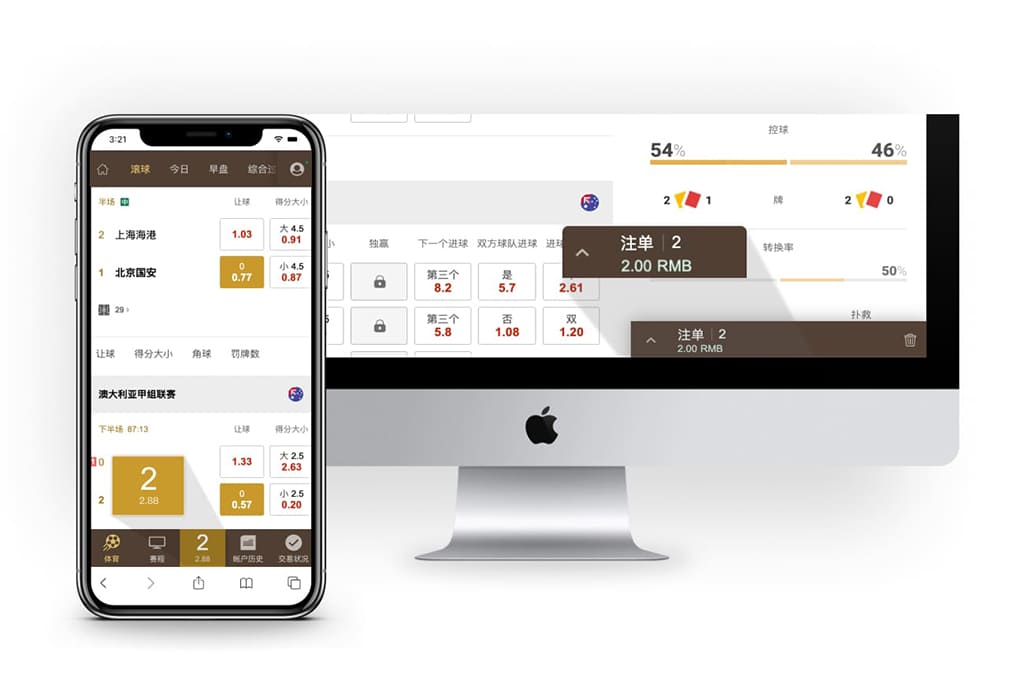 3:21
滚球 今日 早盘 综合过
半场 中 让球 得分大小
2 上海海港 1.03 大 4.5 0.91
1 北京国安 0 0.77 小 4.5 0.87
29
让球 得分大小 角球 罚牌数
澳大利亚甲组联赛
下半场 87:13 让球 得分大小
1 0 1.33 大 2.5 2.63
2 0 0.57 小 2.5 0.20
2
2.88
体育 赛程 2 2.88 帐户历史 交易状况
小 独赢 下一个进球 双方球队进球
5 第三个 8.2 是 5.7 2.61
5 第三个 5.8 否 1.08 双 1.20
控球
54% 46%
2 1 牌 2 0
转换率
50%
扑救
注单 2
2.00 RMB
注单 2
2.00 RMB